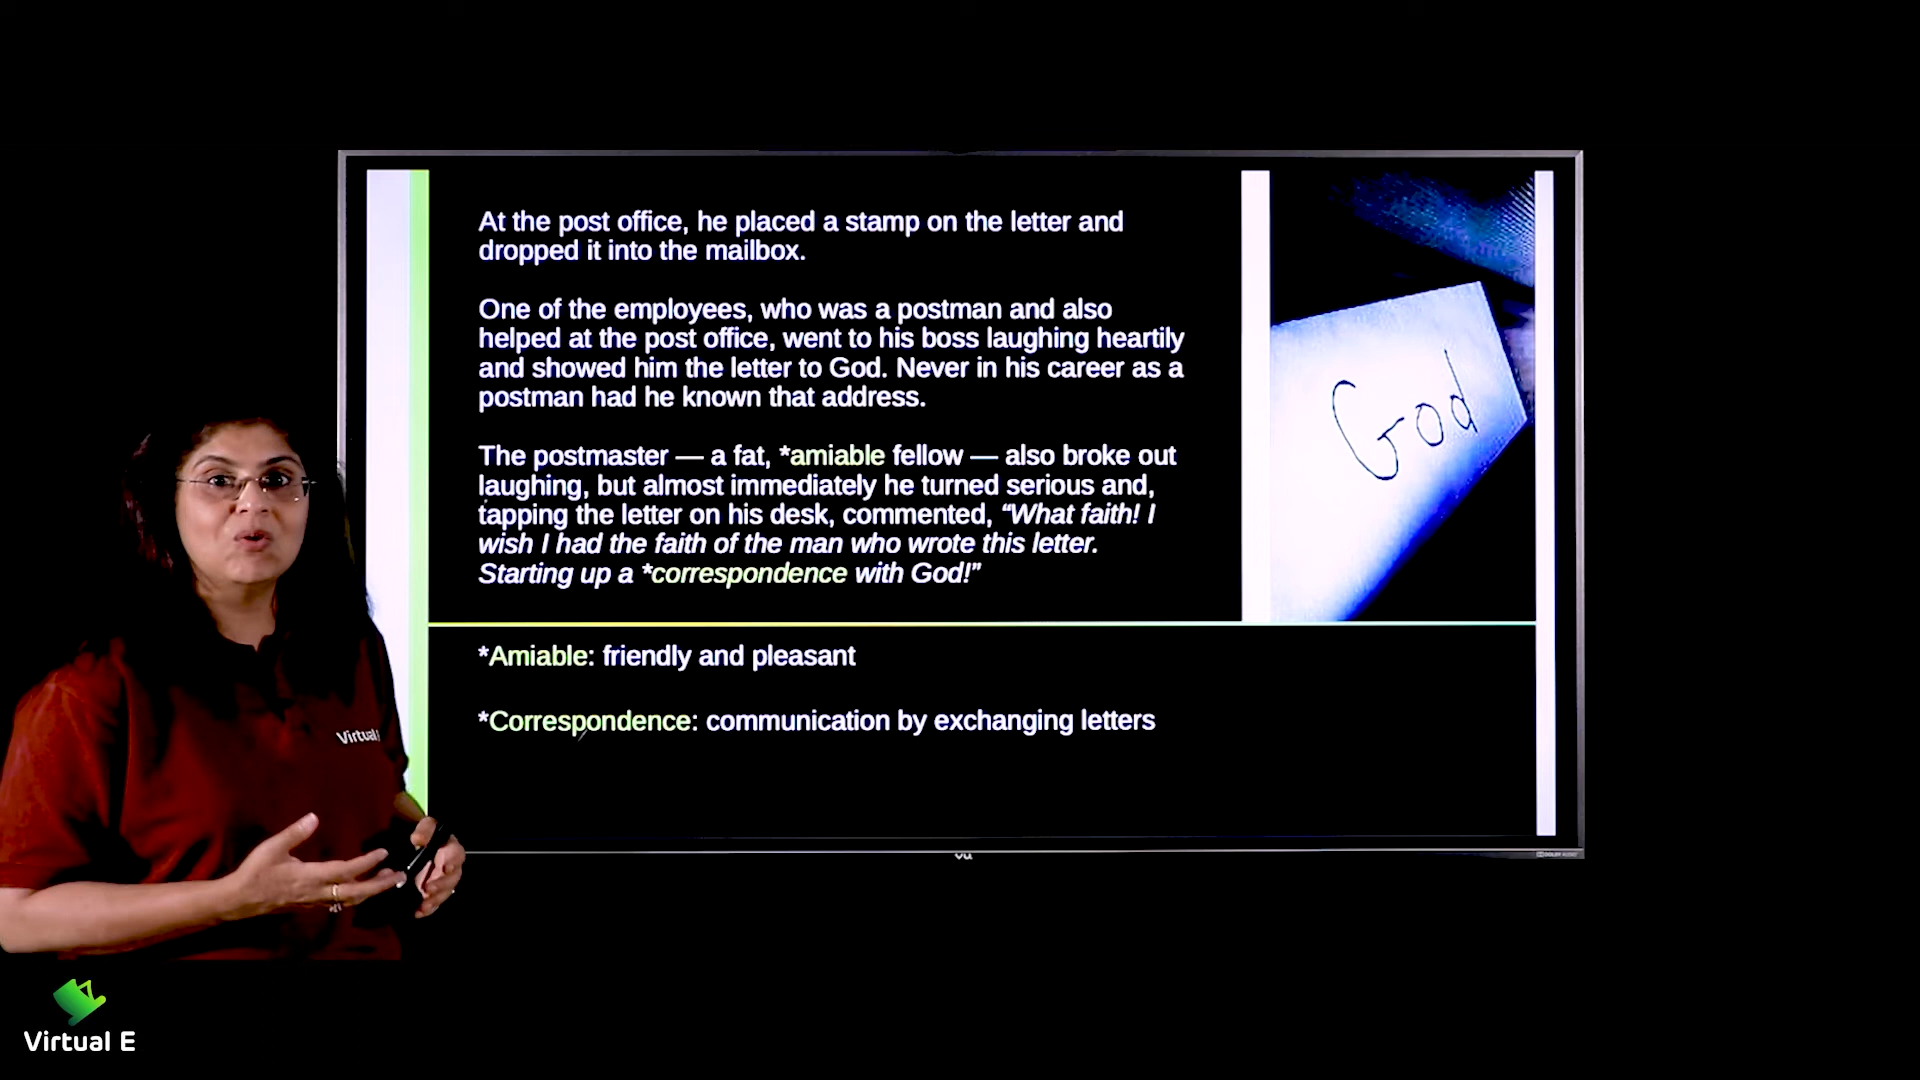 At the post office, he placed a stamp on the letter and
dropped it into the mailbox.
One of the employees, who was a postman and also
helped at the post office, went to his boss laughing heartily
and showed him the letter to God. Never in his career as a
postman had he known that address.
The postmaster — a fat, *amiable fellow — also broke out
laughing, but almost immediately he turned serious and,
tapping the letter on his desk, commented, “What faith! I
wish I had the faith of the man who wrote this letter.
Starting up a *correspondence with God!”
God
*Amiable: friendly and pleasant
*Correspondence: communication by exchanging letters
Virtual
vu
Virtual E